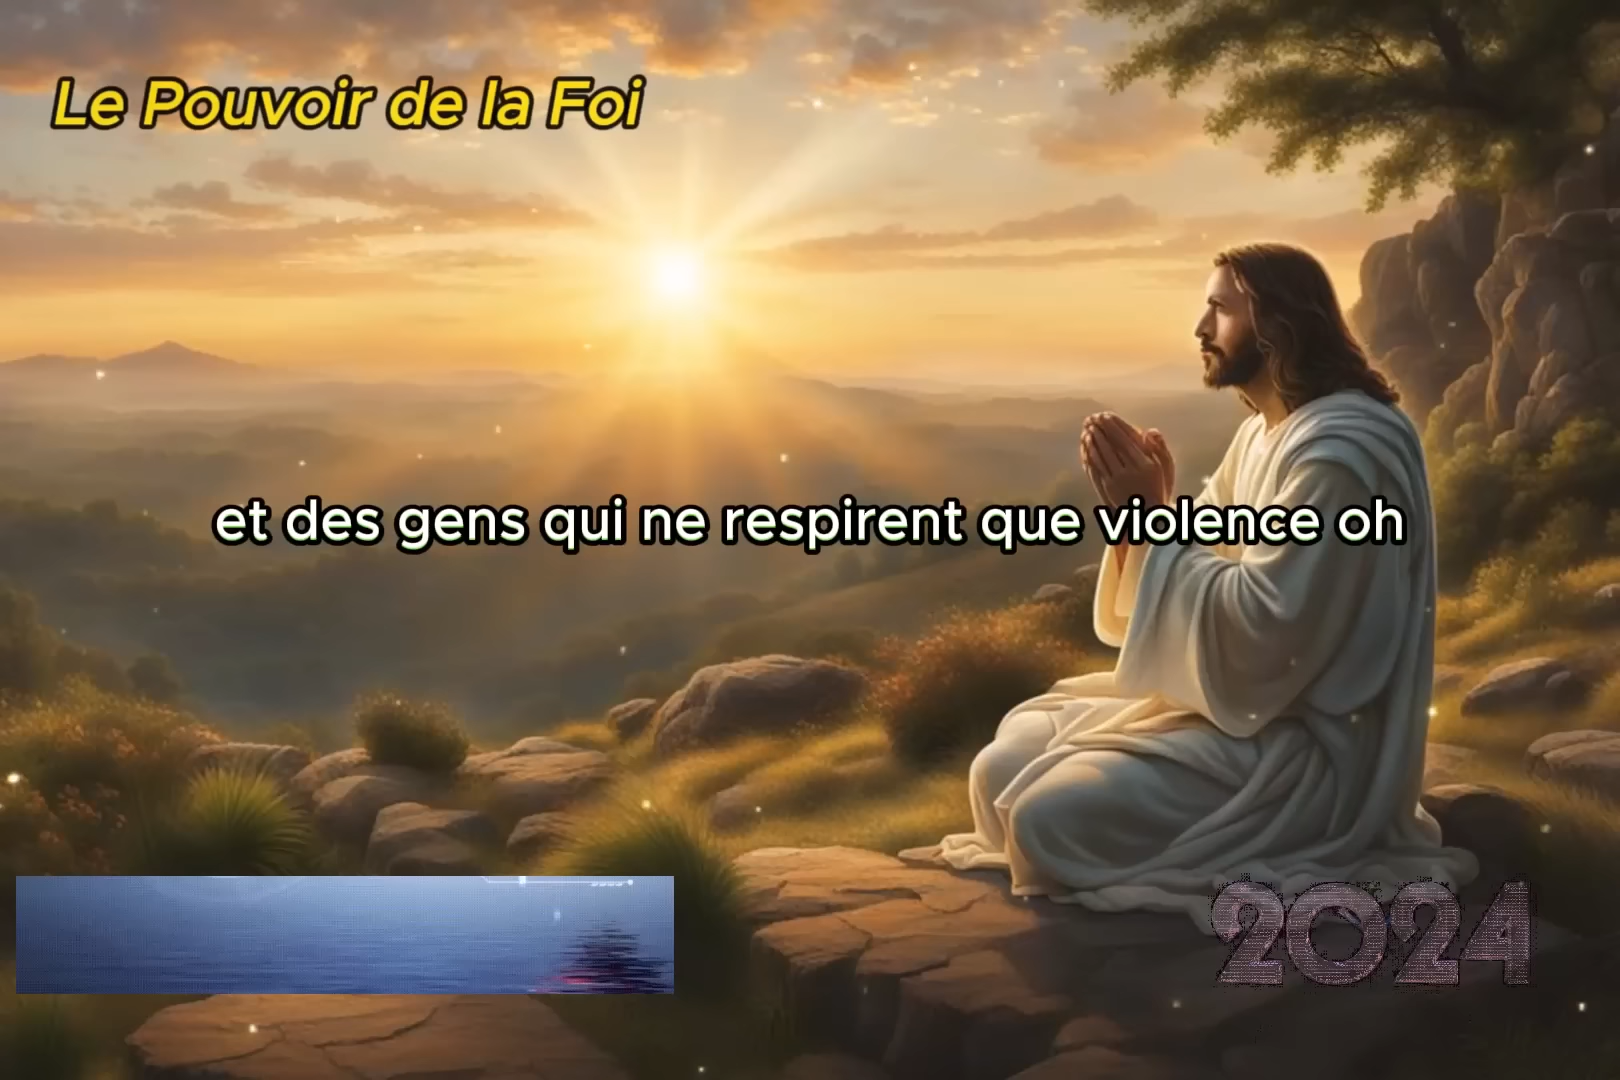 Le Pouvoir de la Foi
et des gens qui ne respirent que violence oh
2024